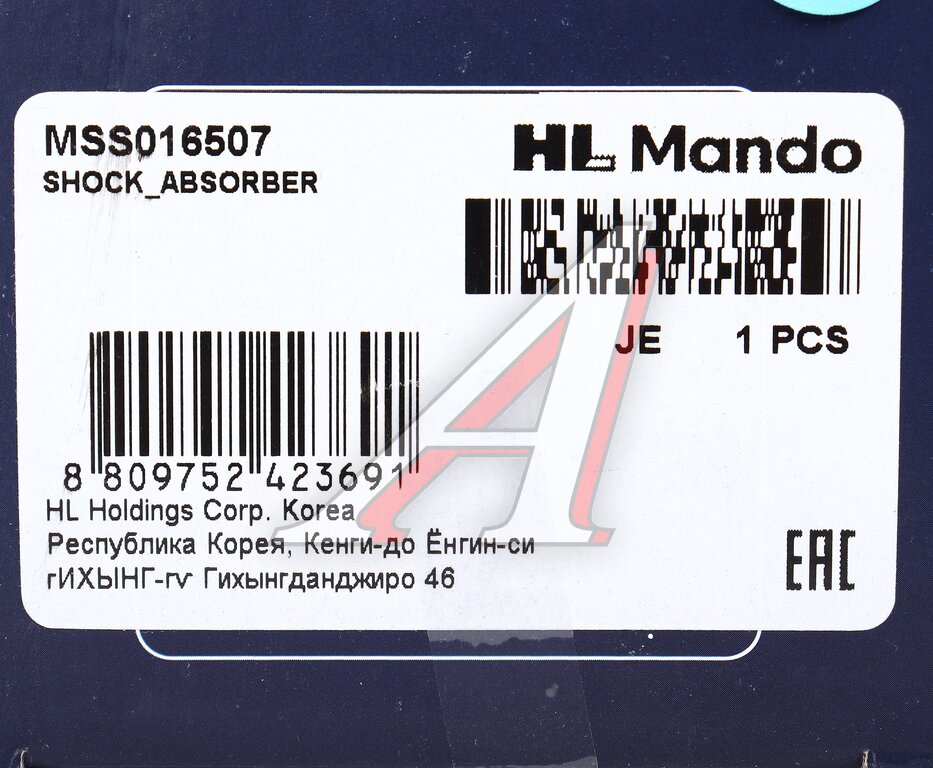 MSS016507
SHOCK_ABSORBER
HL Mando
JE 1 PCS
8 809752 423691
HL Holdings Corp. Korea
Республика Корея, Кенги-до Ёнгин-си
гИХЫНГ-гv Гихынгданджиро 46
EAC